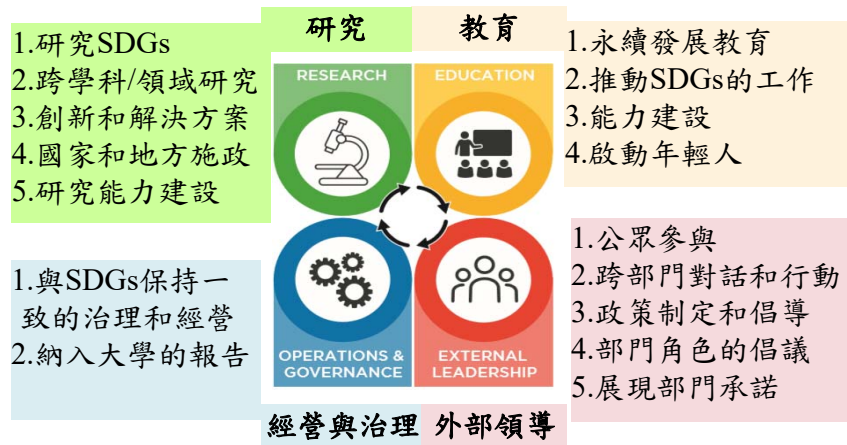 研究
教育
1.研究SDGs
2.跨學科/領域研究
3.創新和解決方案
4.國家和地方施政
5.研究能力建設
RESEARCH
EDUCATION
1.永續發展教育
2.推動SDGs的工作
3.能力建設
4.啟動年輕人
1.與SDGs保持一
致的治理和經營
2.納入大學的報告
OPERATIONS &
GOVERNANCE
EXTERNAL
LEADERSHIP
1.公眾參與
2.跨部門對話和行動
3.政策制定和倡導
4.部門角色的倡議
5.展現部門承諾
經營與治理
外部領導